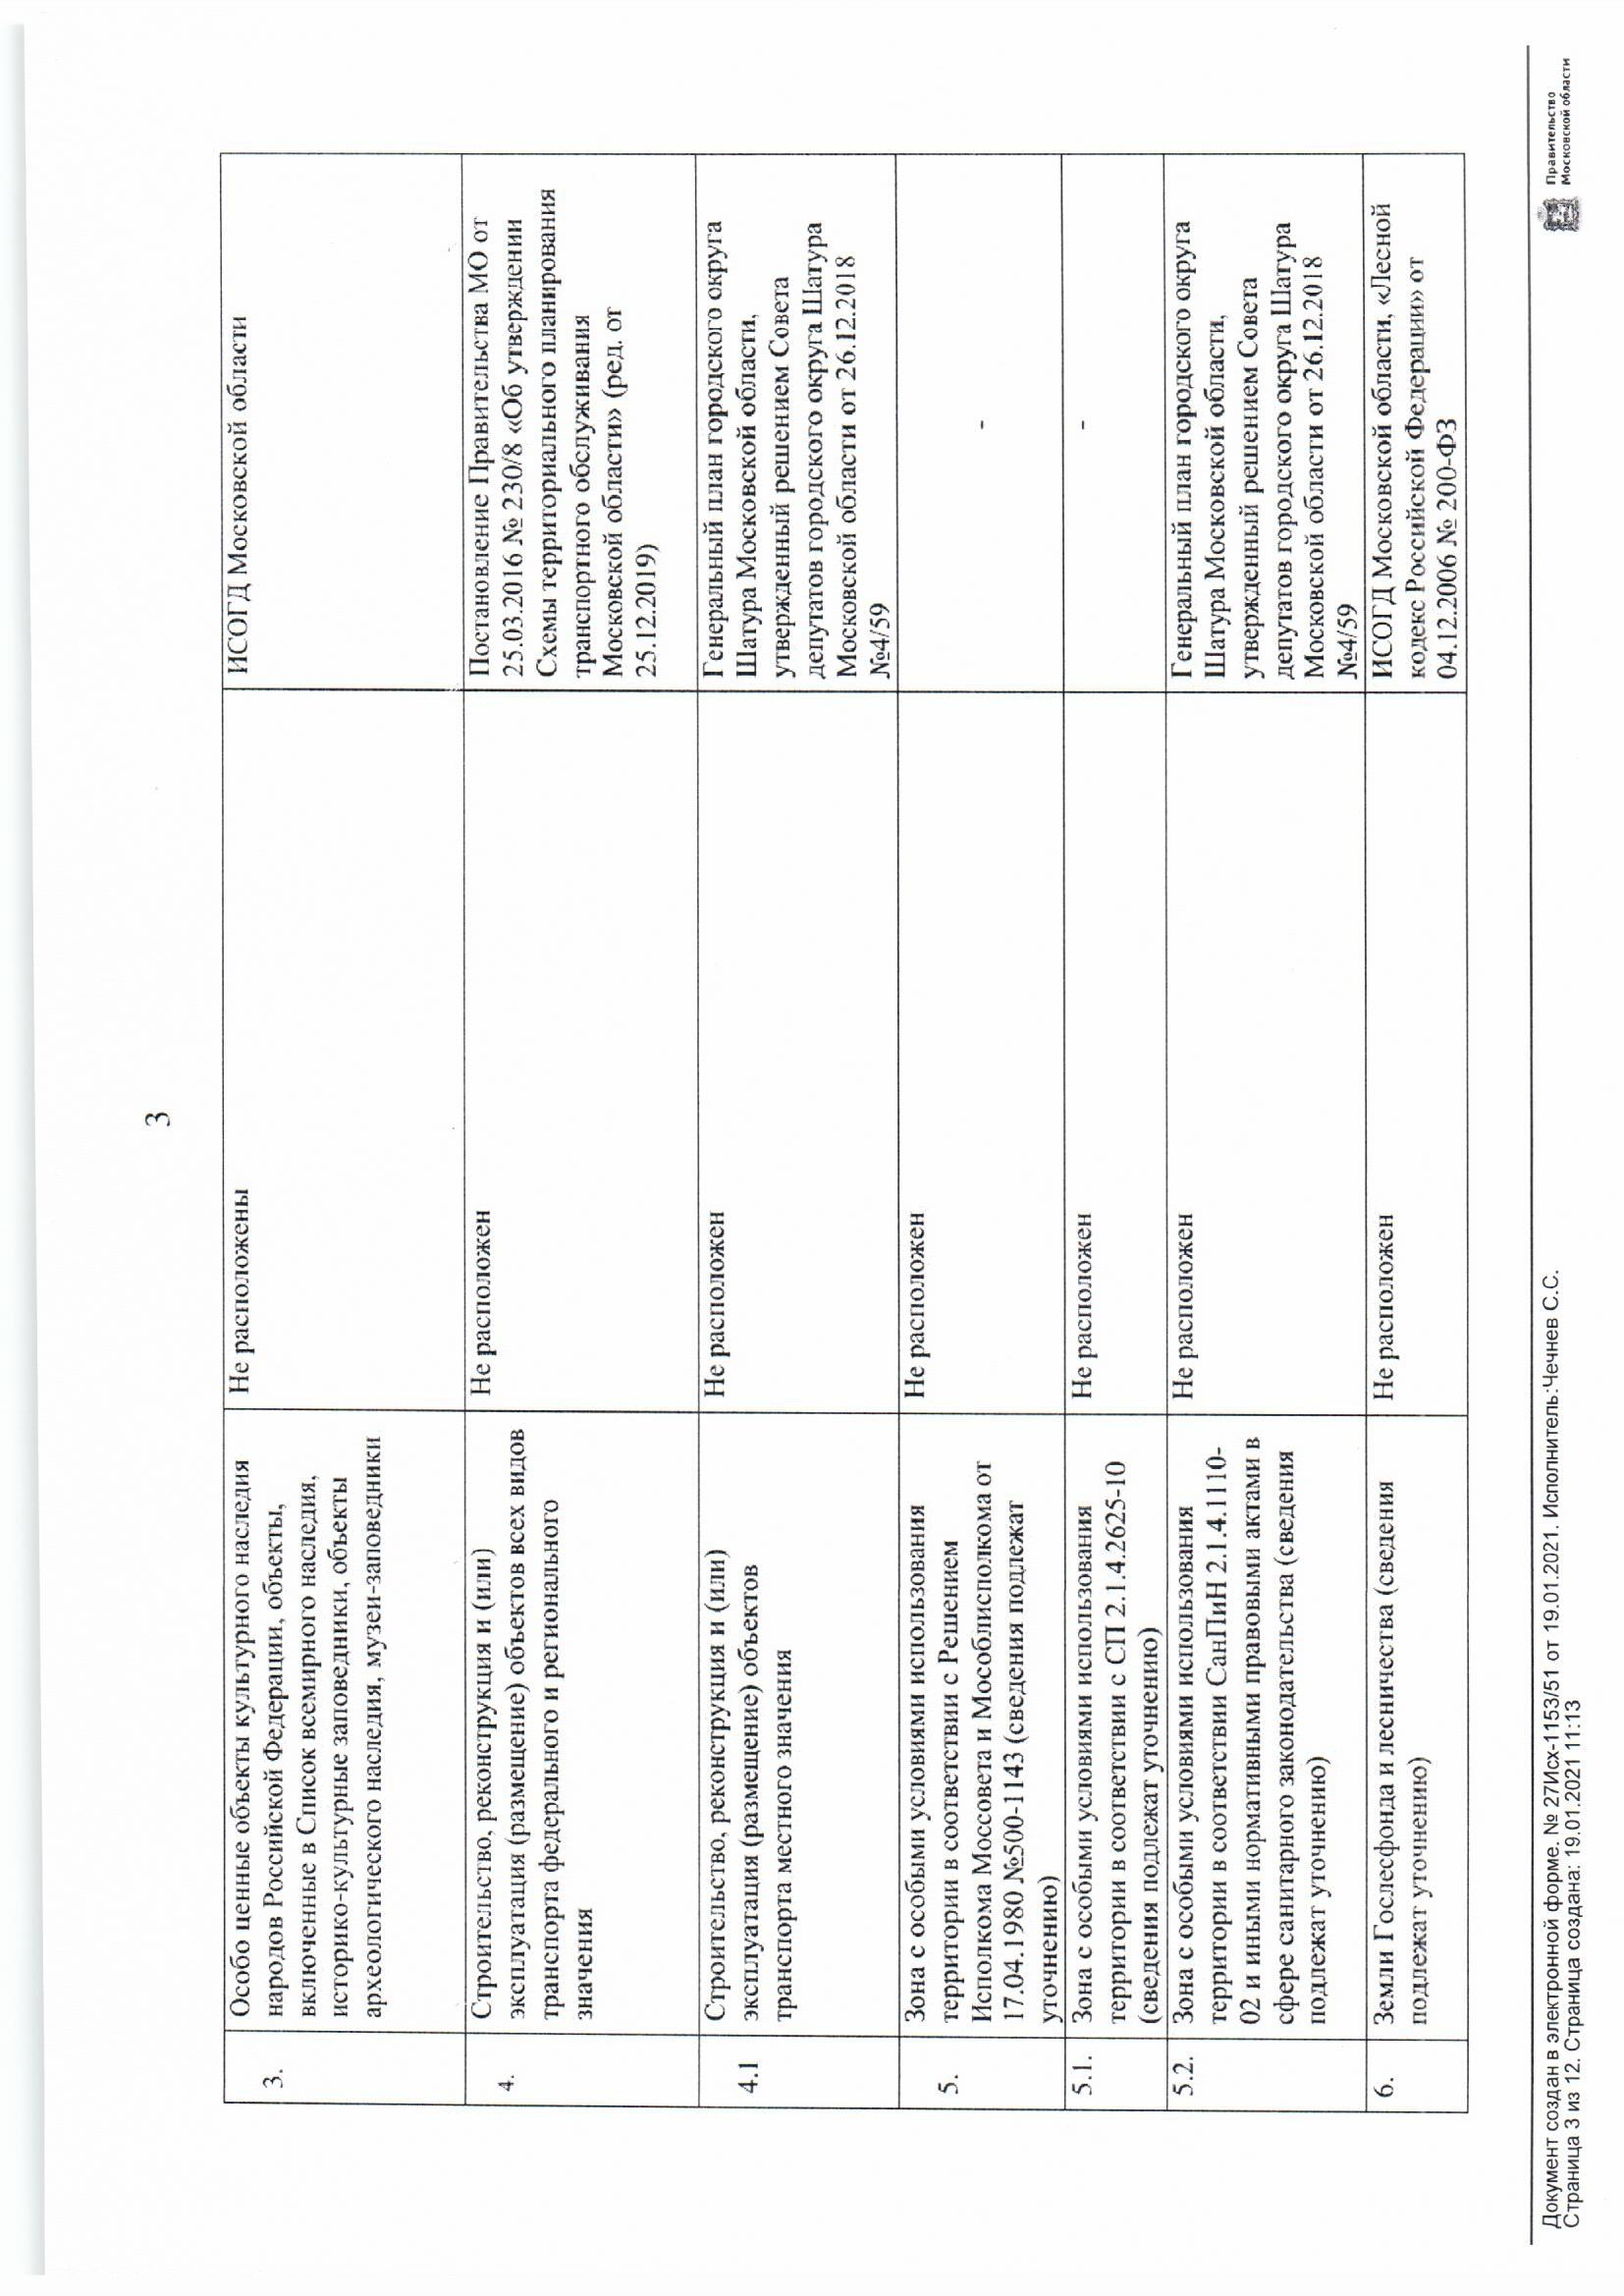 3
3.
Особо ценные объекты культурного наследия
народов Российской Федерации, объекты,
включенные в Список всемирного наследия,
историко-культурные заповедники, объекты
археологического наследия, музеи-заповедники
Не расположены
ИСОГД Московской области
4.
Строительство, реконструкция и (или)
эксплуатация (размещение) объектов всех видов
транспорта федерального и регионального
значения
Не расположен
Постановление Правительства МО от
25.03.2016 № 230/8 «Об утверждении
Схемы территориального планирования
транспортного обслуживания
Московской области» (ред. от
25.12.2019)
4.1
Строительство, реконструкция и (или)
эксплуатация (размещение) объектов
транспорта местного значения
Не расположен
Генеральный план городского округа
Шатура Московской области,
утвержденный решением Совета
депутатов городского округа Шатура
Московской области от 26.12.2018
№4/59
5.
Зона с особыми условиями использования
территории в соответствии с Решением
Исполкома Моссовета и Мособлисполкома от
17.04.1980 №500-1143 (сведения подлежат
уточнению)
Не расположен
-
5.1.
Зона с особыми условиями использования
территории в соответствии с СП 2.1.4.2625-10
(сведения подлежат уточнению)
Не расположен
-
5.2.
Зона с особыми условиями использования
территории в соответствии СанПиН 2.1.4.1110-
02 и иными нормативными правовыми актами в
сфере санитарного законодательства (сведения
подлежат уточнению)
Не расположен
Генеральный план городского округа
Шатура Московской области,
утвержденный решением Совета
депутатов городского округа Шатура
Московской области от 26.12.2018
№4/59
6.
Земли Гослесфонда и лесничества (сведения
подлежат уточнению)
Не расположен
ИСОГД Московской области, «Лесной
кодекс Российской Федерации» от
04.12.2006 № 200-ФЗ
Документ создан в электронной форме. № 27Исх-1153/51 от 19.01.2021. Исполнитель:Чечнев С.С.
Страница 3 из 12. Страница создана: 19.01.2021 11:13
Правительство
Московской области